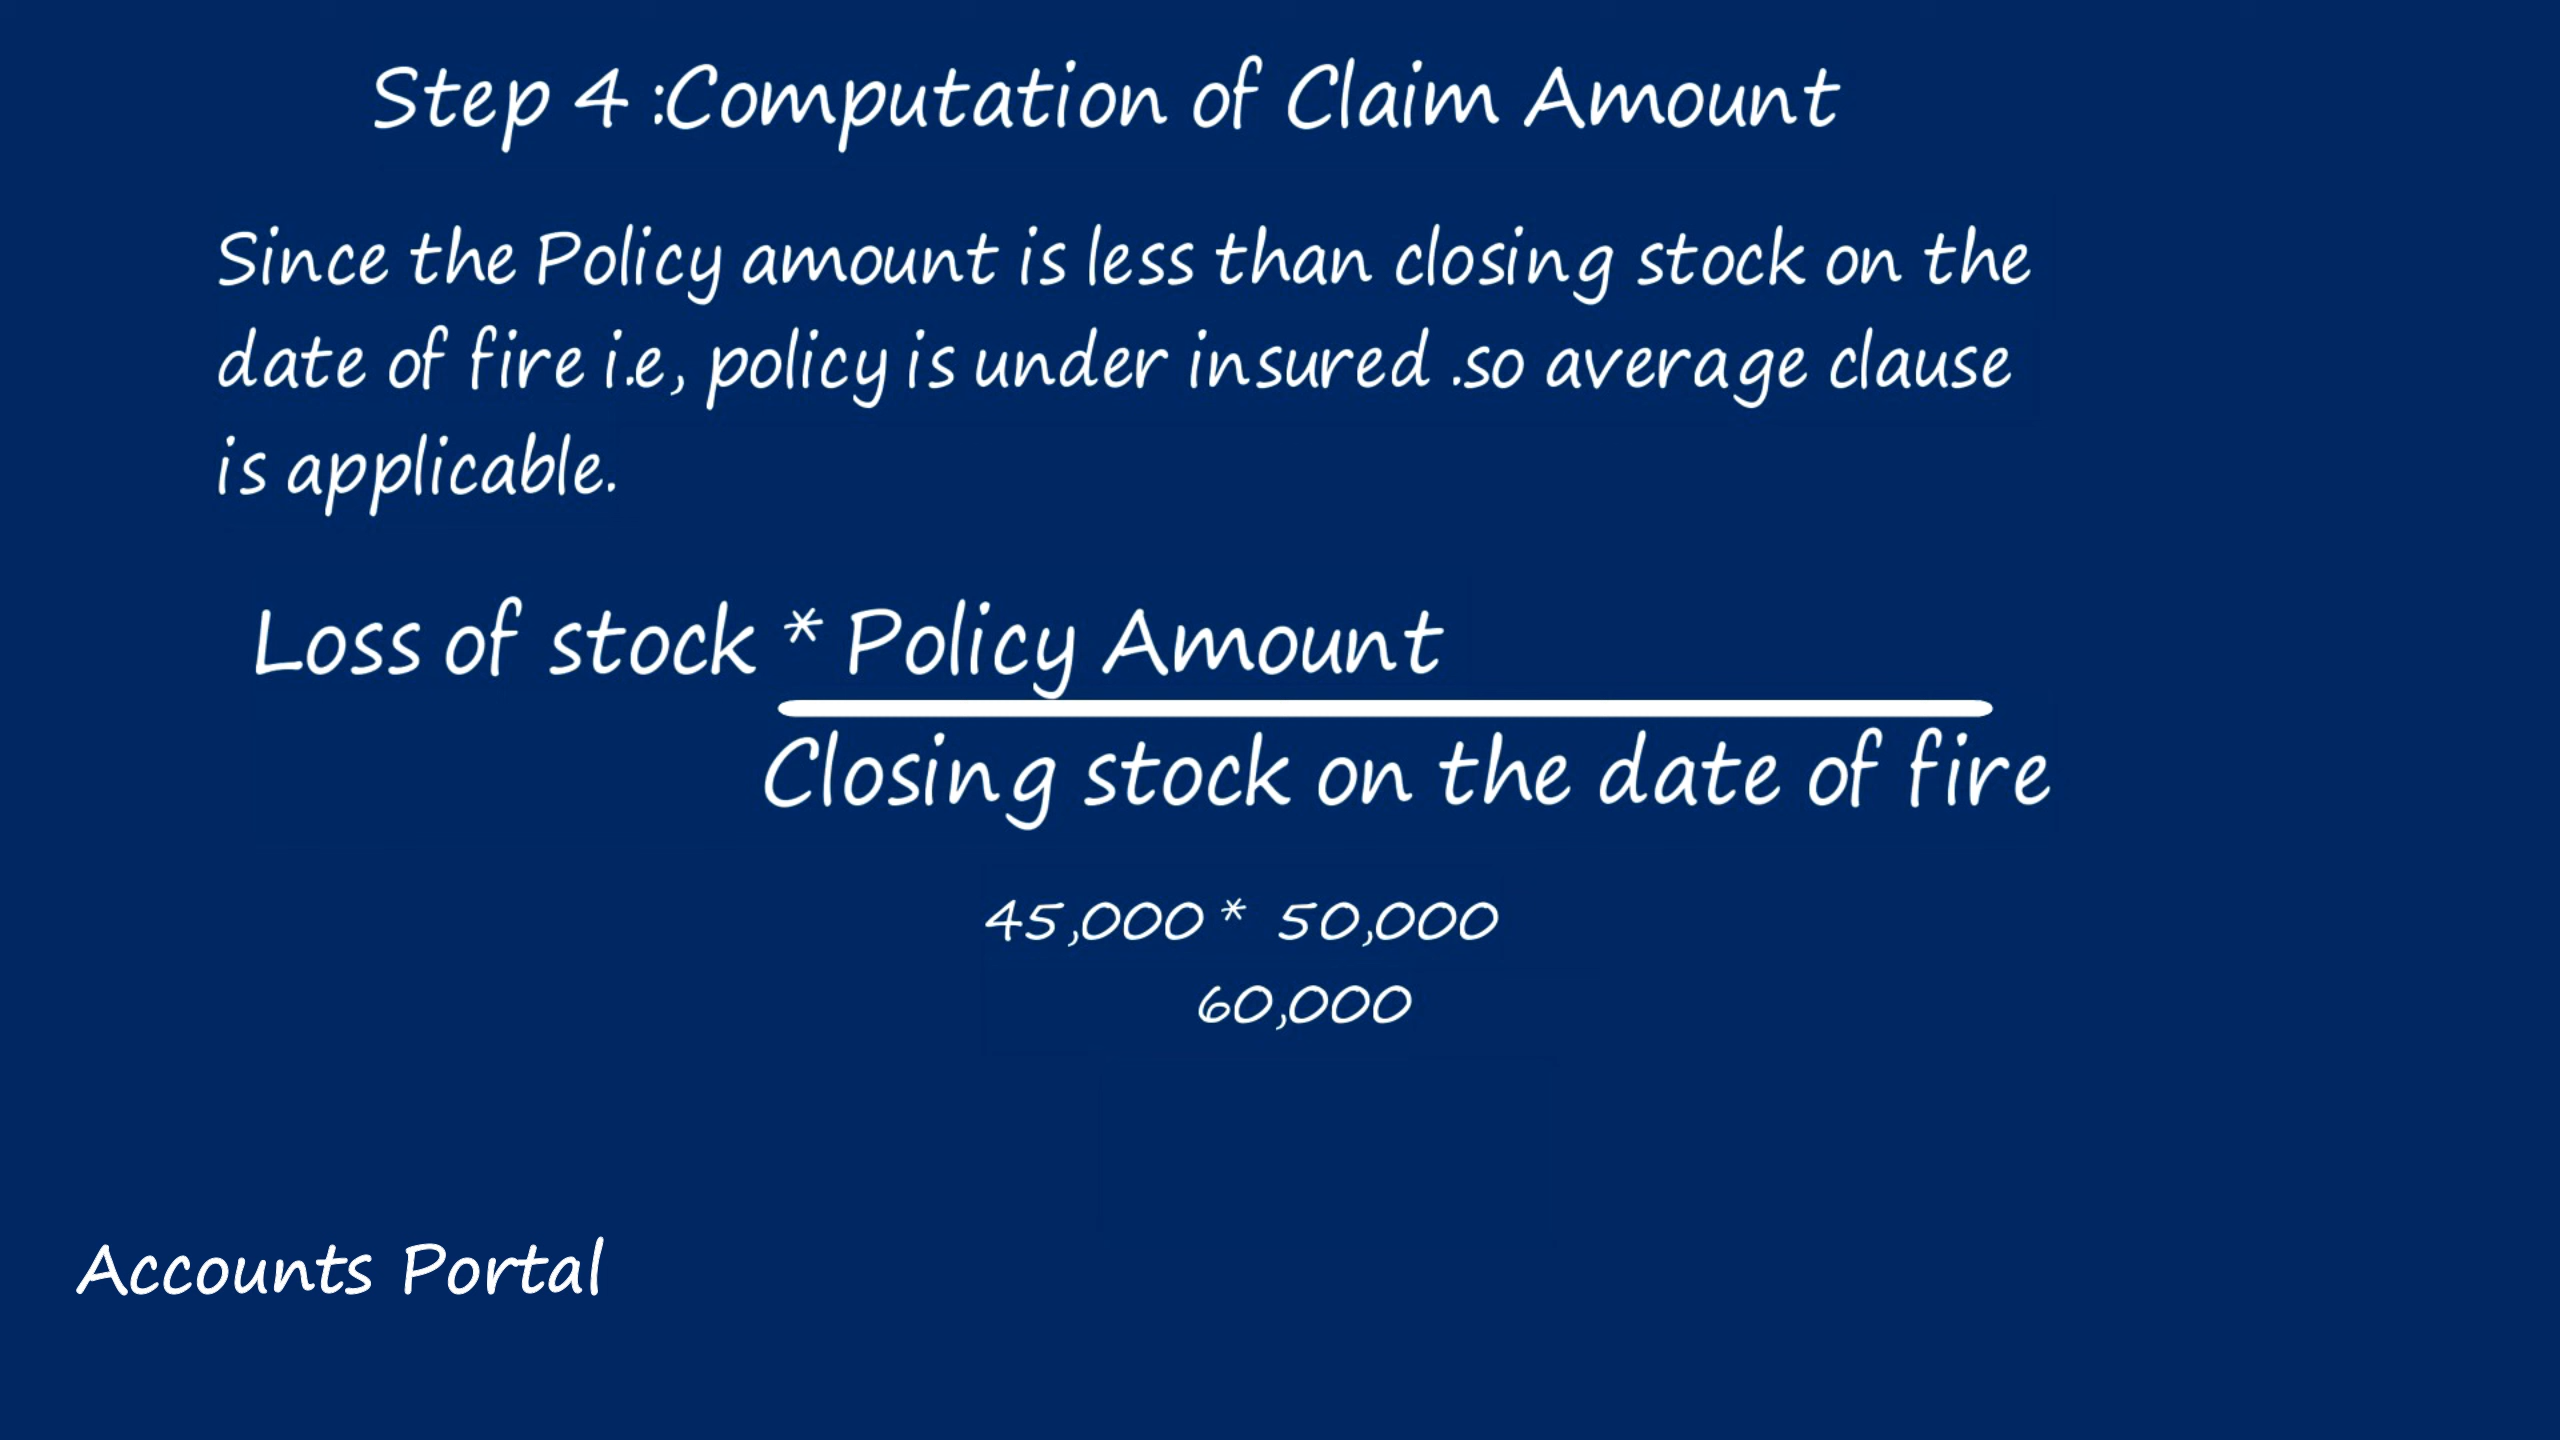 Step 4 :Computation of Claim Amount
Since the Policy amount is less than closing stock on the
date of fire i.e, policy is under insured .so average clause
is applicable.
Loss of stock * Policy Amount
Closing stock on the date of fire
45,000 * 50,000
60,000
Accounts Portal